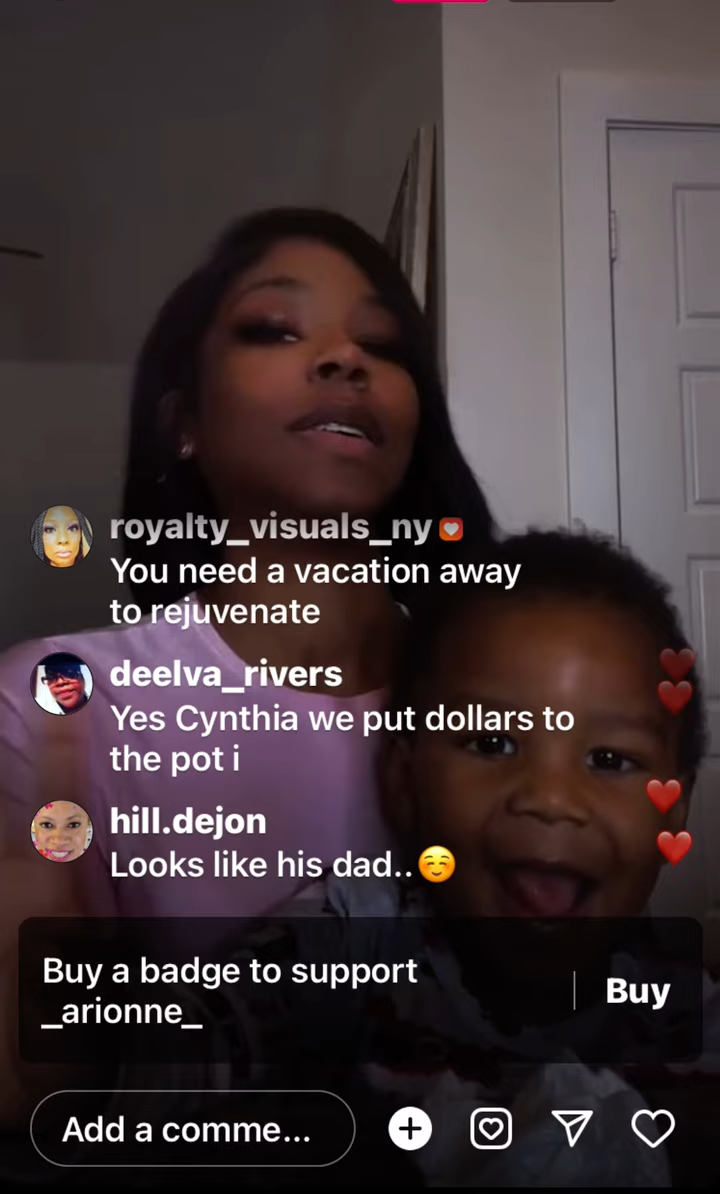 royalty_visuals_ny
You need a vacation away
to rejuvenate
deelva_rivers
Yes Cynthia we put dollars to
the pot i
hill.dejon
Looks like his dad..☺️
Buy a badge to support
_arionne_
Buy
Add a comme...